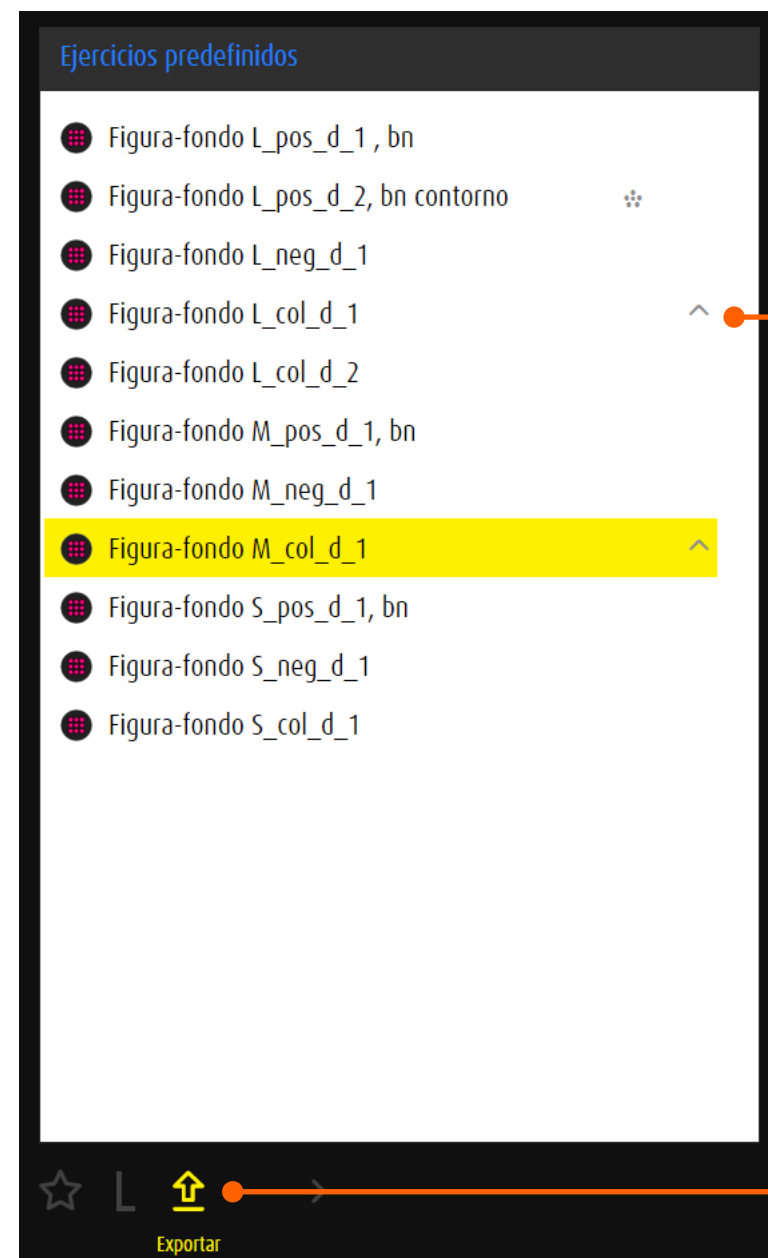 Ejercicios predefinidos
Figura-fondo L_pos_d_1 , bn
Figura-fondo L_pos_d_2, bn contorno
Figura-fondo L_neg_d_1
Figura-fondo L_col_d_1
Figura-fondo L_col_d_2
Figura-fondo M_pos_d_1, bn
Figura-fondo M_neg_d_1
Figura-fondo M_col_d_1
Figura-fondo S_pos_d_1, bn
Figura-fondo S_neg_d_1
Figura-fondo S_col_d_1
L
Exportar